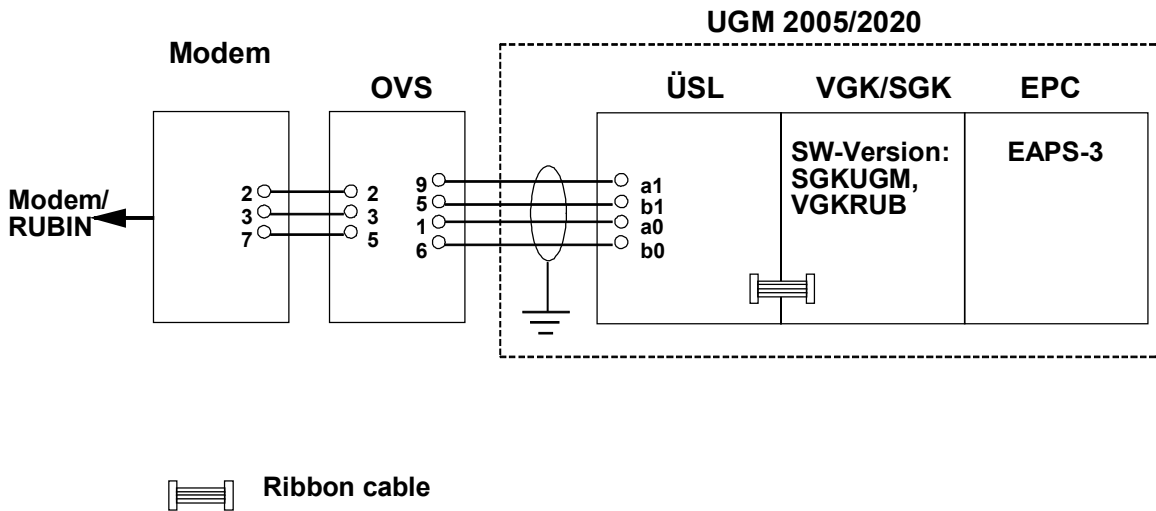 UGM 2005/2020
Modem
OVS
ÜSL
VGK/SGK
EPC
SW-Version:
SGKUGM,
VGKRUB
EAPS-3
Modem/
RUBIN
2
3
7
2
3
5
9
5
1
6
a1
b1
a0
b0
Ribbon cable